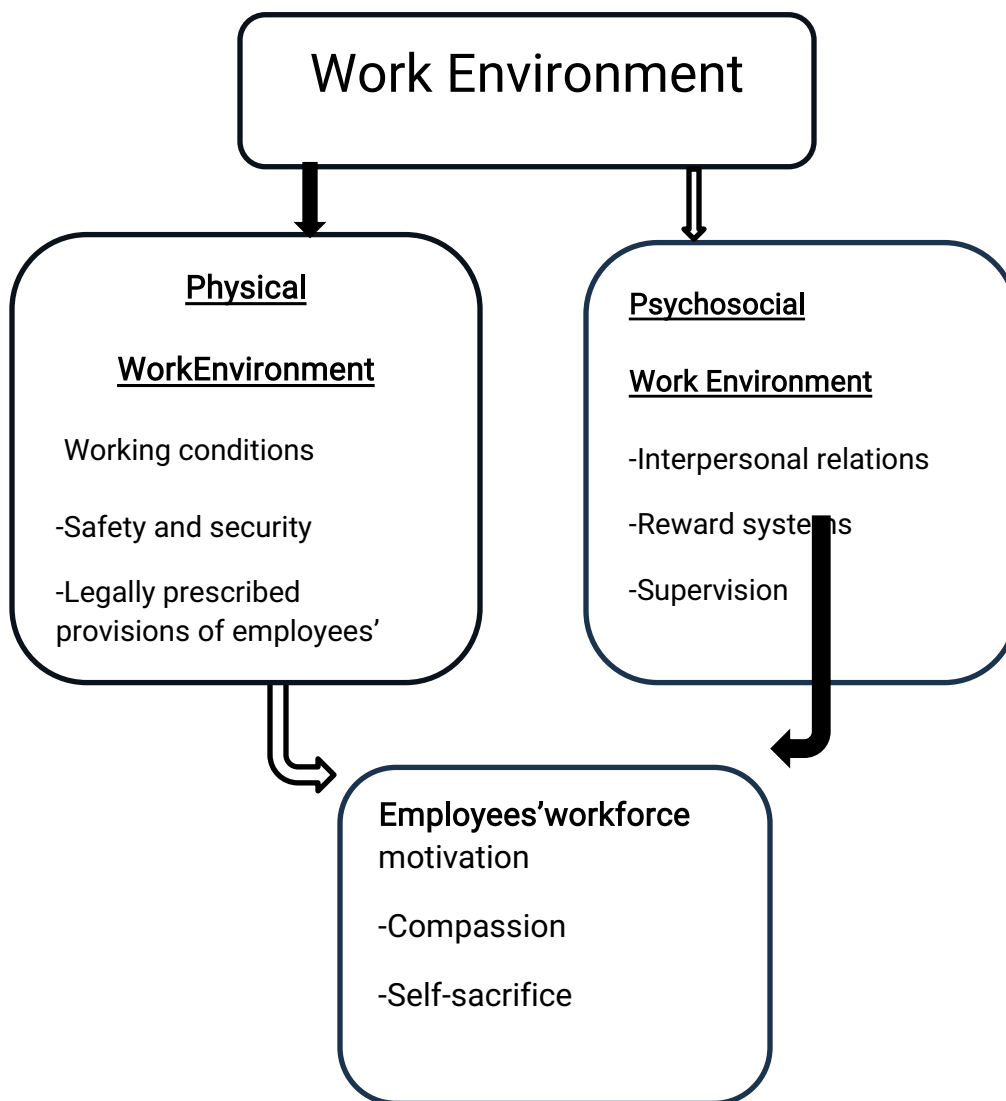 Work Environment
Physical
WorkEnvironment
Working conditions
-Safety and security
-Legally prescribed
provisions of employees’
Psychosocial
Work Environment
-Interpersonal relations
-Reward systems
-Supervision
Employees’workforce
motivation
-Compassion
-Self-sacrifice